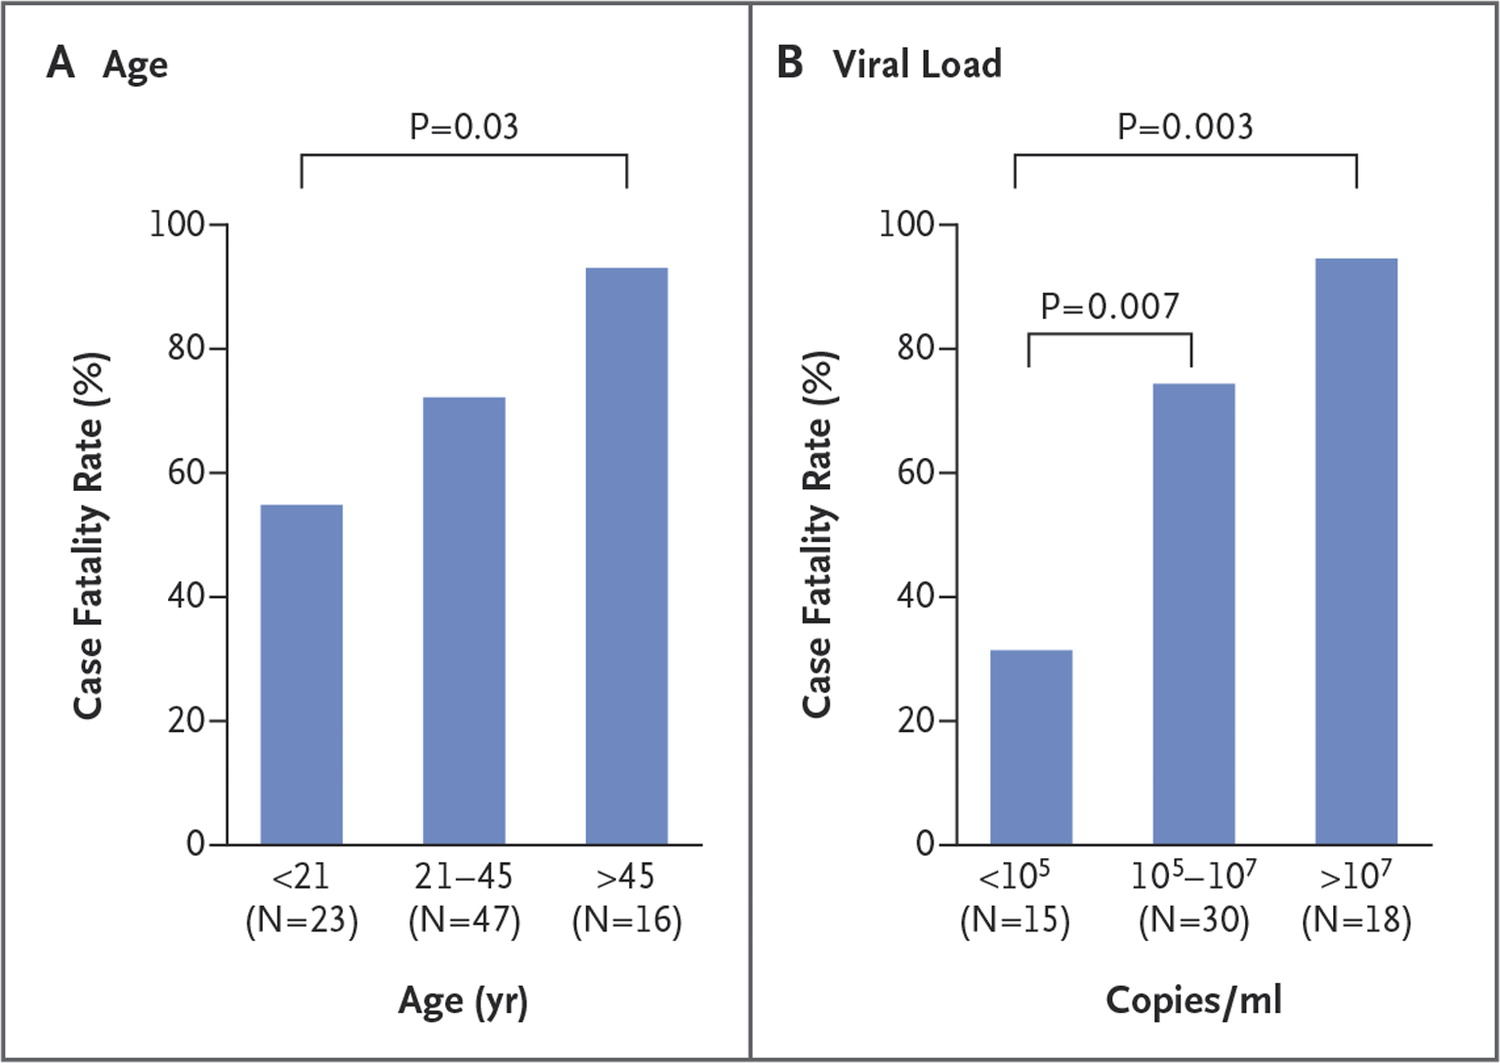 A Age
P=0.03
Case Fatality Rate (%)
100
80
60
40
20
0
<21 21–45 >45
(N=23) (N=47) (N=16)
Age (yr)
B Viral Load
P=0.003
P=0.007
Case Fatality Rate (%)
100
80
60
40
20
0
<10⁵ 10⁵–10⁷ >10⁷
(N=15) (N=30) (N=18)
Copies/ml